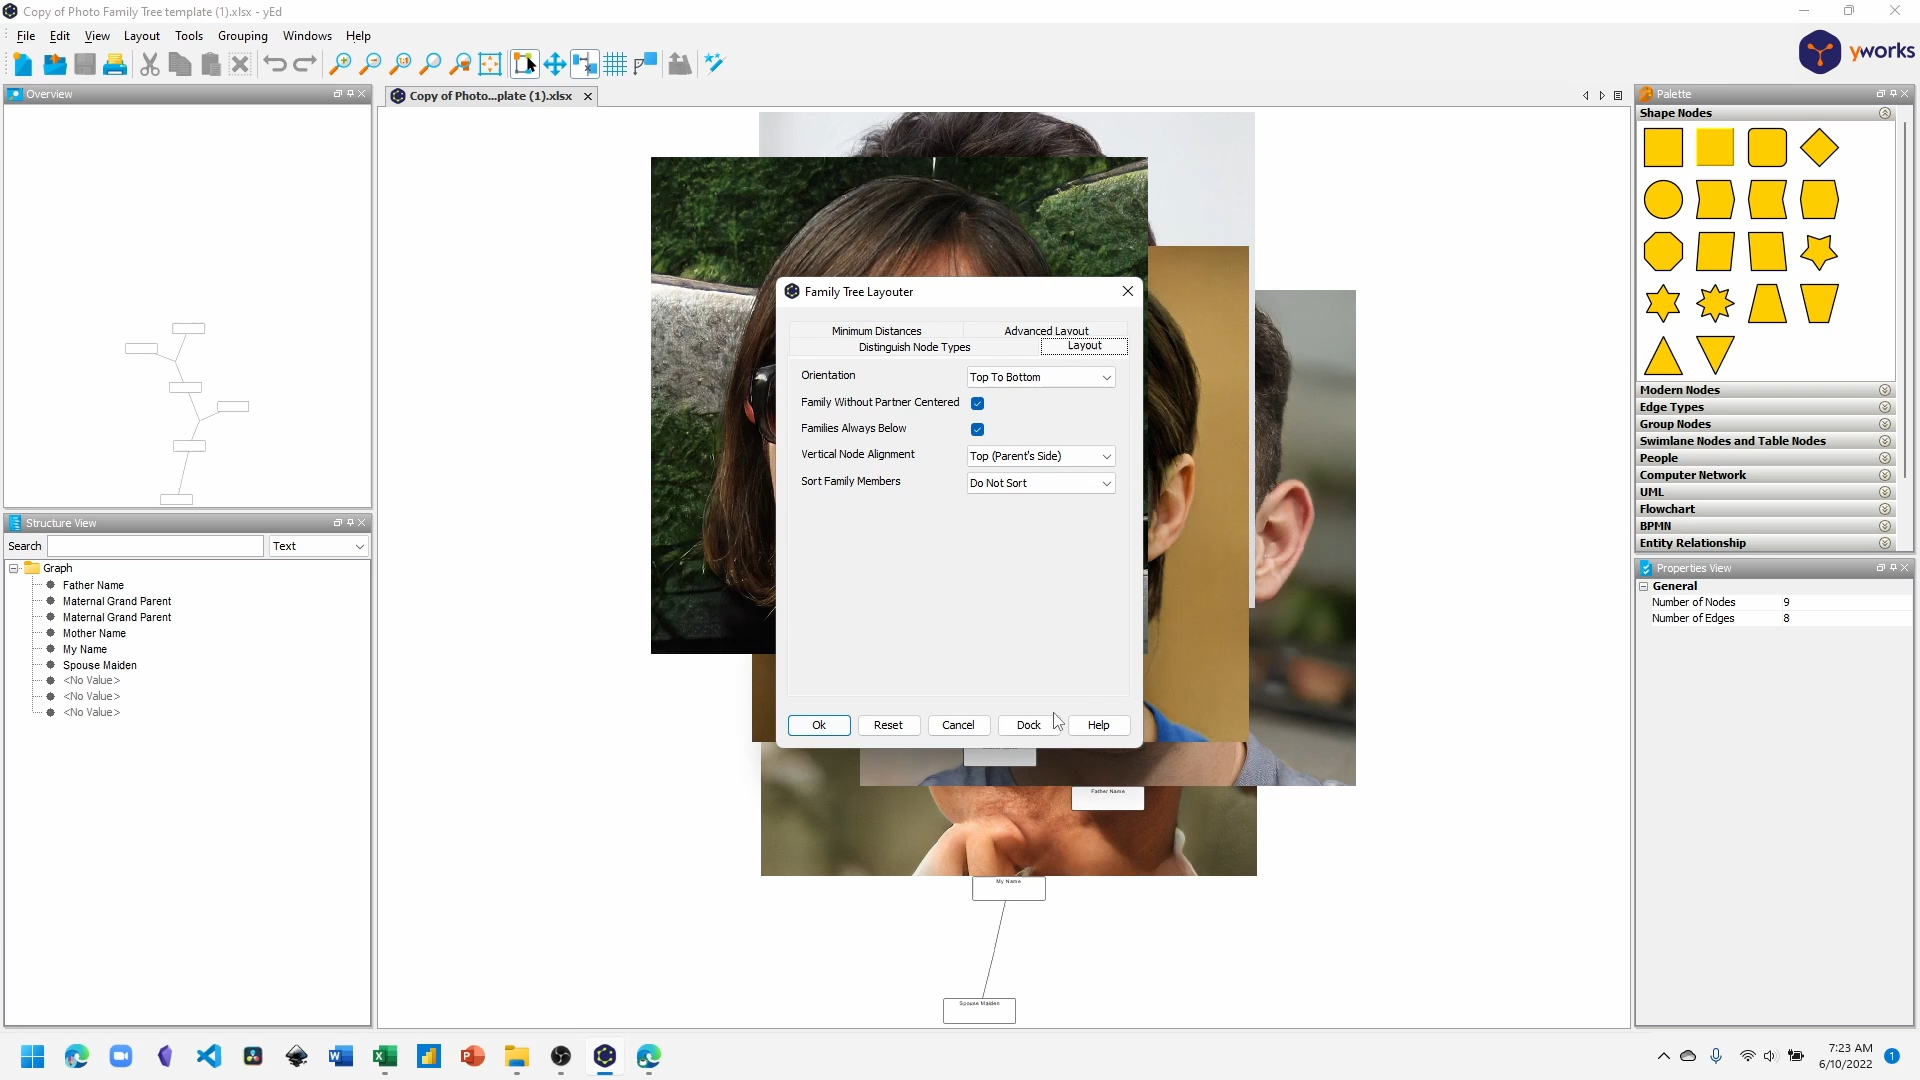 Copy of Photo Family Tree template (1).xlsx - yEd
File Edit View Layout Tools Grouping Windows Help
yworks
Overview
Copy of Photo...plate (1).xlsx
Palette
Shape Nodes
Modern Nodes
Edge Types
Group Nodes
Swimlane Nodes and Table Nodes
People
Computer Network
UML
Flowchart
BPMN
Entity Relationship
Family Tree Layouter
Minimum Distances Advanced Layout
Distinguish Node Types Layout
Orientation Top To Bottom
Family Without Partner Centered
Families Always Below
Vertical Node Alignment Top (Parent's Side)
Sort Family Members Do Not Sort
Ok Reset Cancel Dock Help
Father Name
My Name
Spouse Maiden
Structure View
Search Text
Graph
Father Name
Maternal Grand Parent
Maternal Grand Parent
Mother Name
My Name
Spouse Maiden
<No Value>
<No Value>
<No Value>
Properties View
General
Number of Nodes 9
Number of Edges 8
7:23 AM
6/10/2022
1